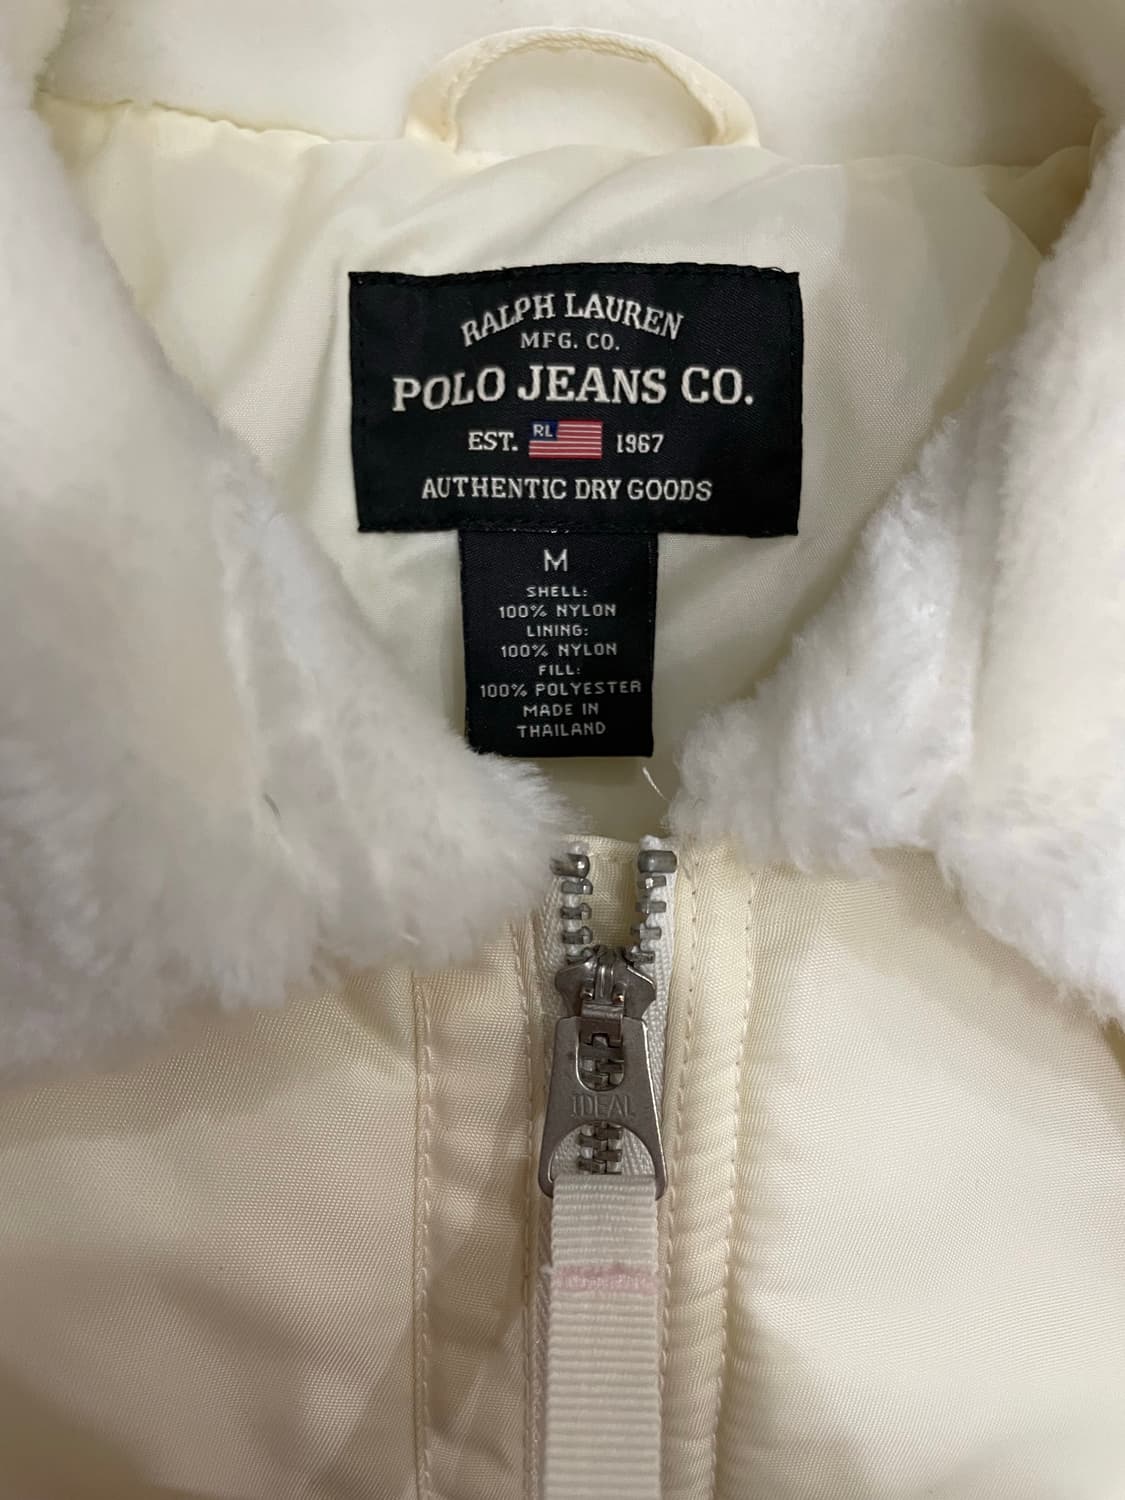 RALPH LAUREN
MFG. CO.
POLO JEANS CO.
EST. RL 1967
AUTHENTIC DRY GOODS
M
SHELL:
100% NYLON
LINING:
100% NYLON
FILL:
100% POLYESTER
MADE IN
THAILAND
IDEAL